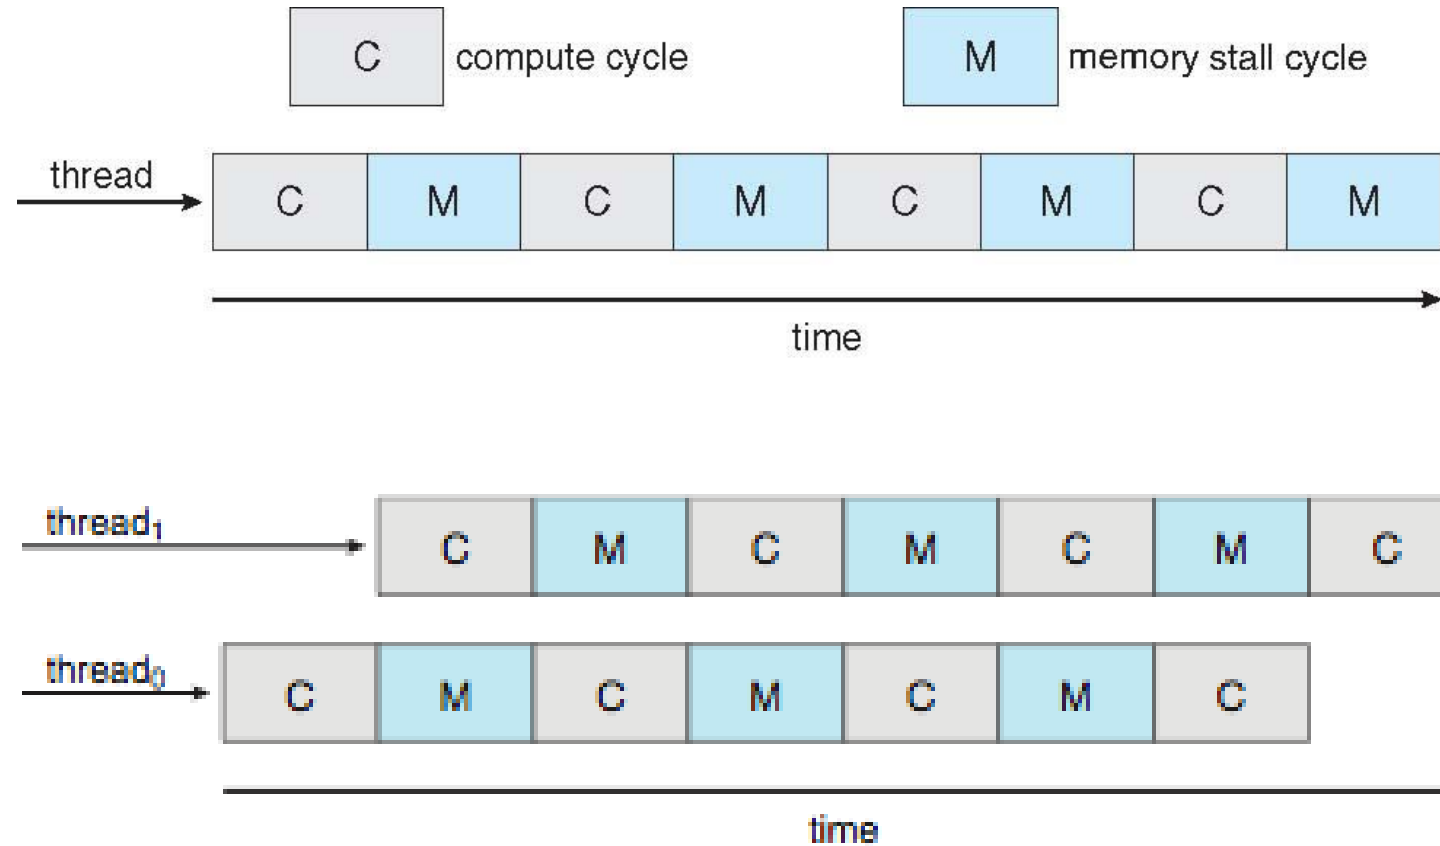 C compute cycle M memory stall cycle
thread
C M C M C M C M
time
thread₁
C M C M C M C
thread₀
C M C M C M C
time